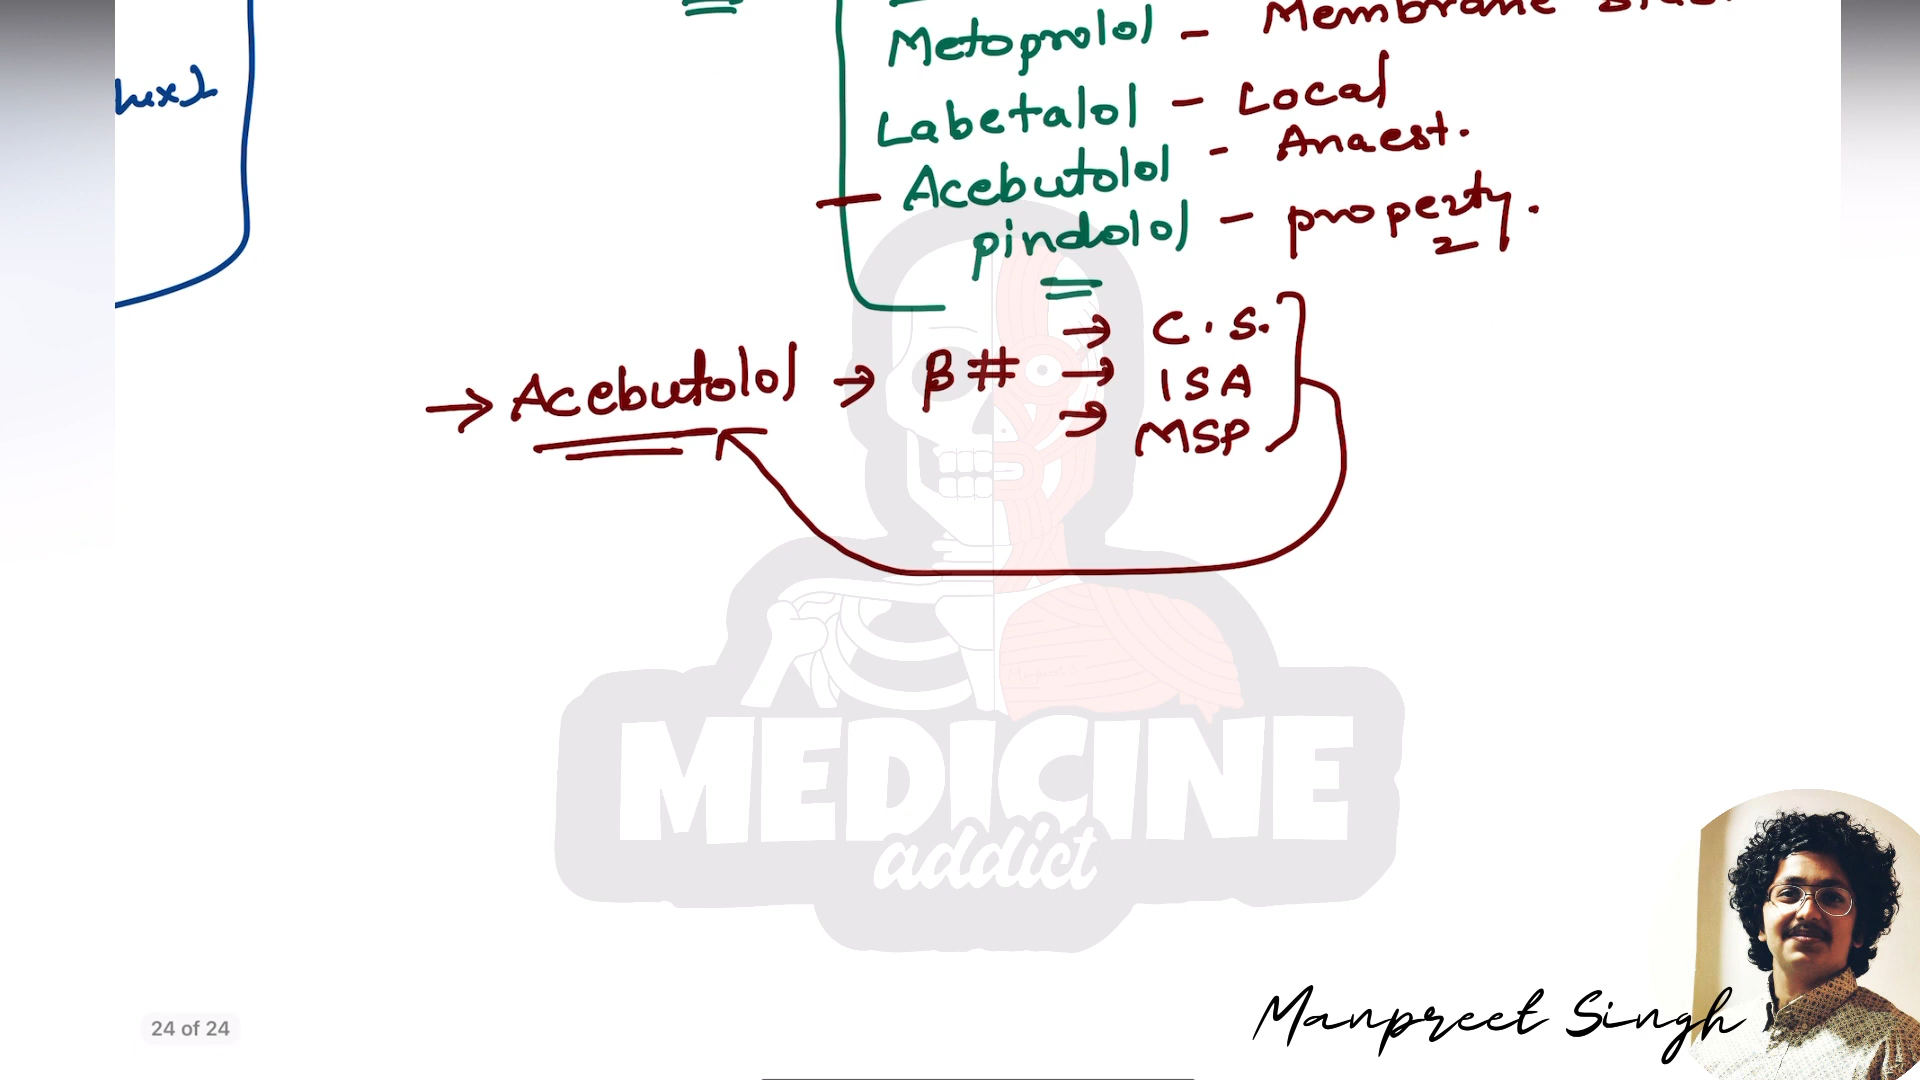 Metoprolol - Membrane
Labetalol - Local
Acebutolol - Anaest.
pindolol - property.
→ Acebutolol → β# → C.S.
→ ISA
→ MSP
MEDICINE
addict
24 of 24
Manpreet Singh